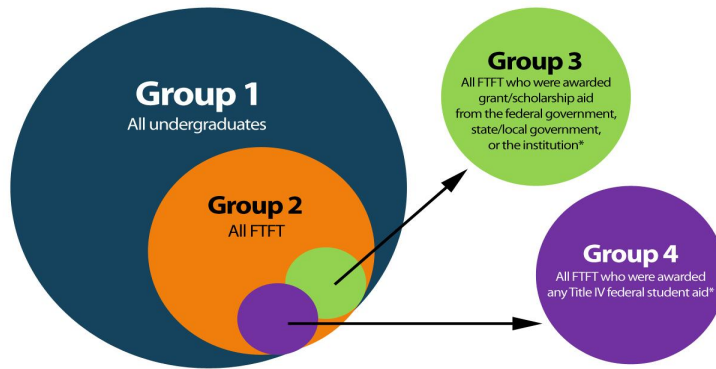 Group 1
All undergraduates
Group 2
All FTFT
Group 3
All FTFT who were awarded
grant/scholarship aid
from the federal government,
state/local government,
or the institution*
Group 4
All FTFT who were awarded
any Title IV federal student aid*